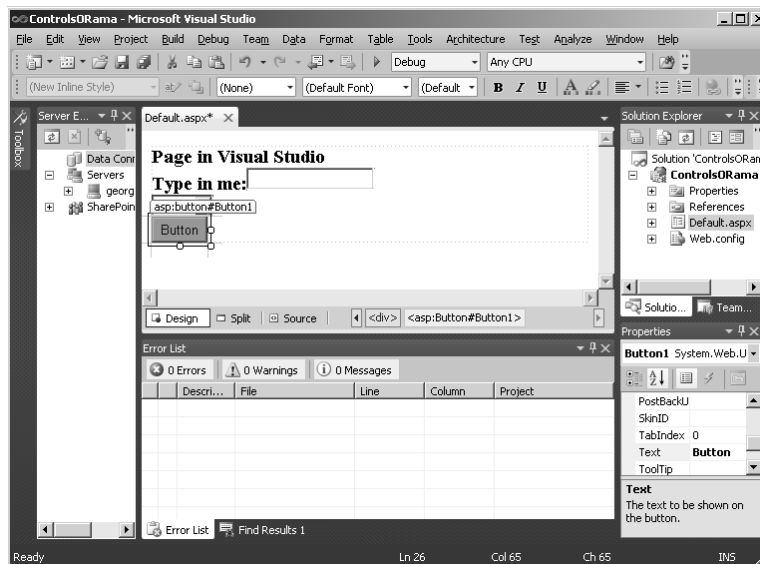 ControlsORama - Microsoft Visual Studio
File Edit View Project Build Debug Team Data Format Table Tools Architecture Test Analyze Window Help
Debug Any CPU
(New Inline Style) (None) (Default Font) (Default B I U A
Toolbox
Server E...
Data Conn
Servers
georg
SharePoin
Default.aspx*
Page in Visual Studio
Type in me:
asp:button#Button1
Button
Design Split Source <div> <asp:Button#Button1>
Error List
0 Errors 0 Warnings 0 Messages
Descri... File Line Column Project
Error List Find Results 1
Solution Explorer
Solution 'ControlsORan
ControlsORama
Properties
References
Default.aspx
Web.config
Solutio... Team...
Properties
Button1 System.Web.U
PostBackU
SkinID
TabIndex 0
Text Button
ToolTip
Text
The text to be shown on
the button.
Ready Ln 26 Col 65 Ch 65 INS